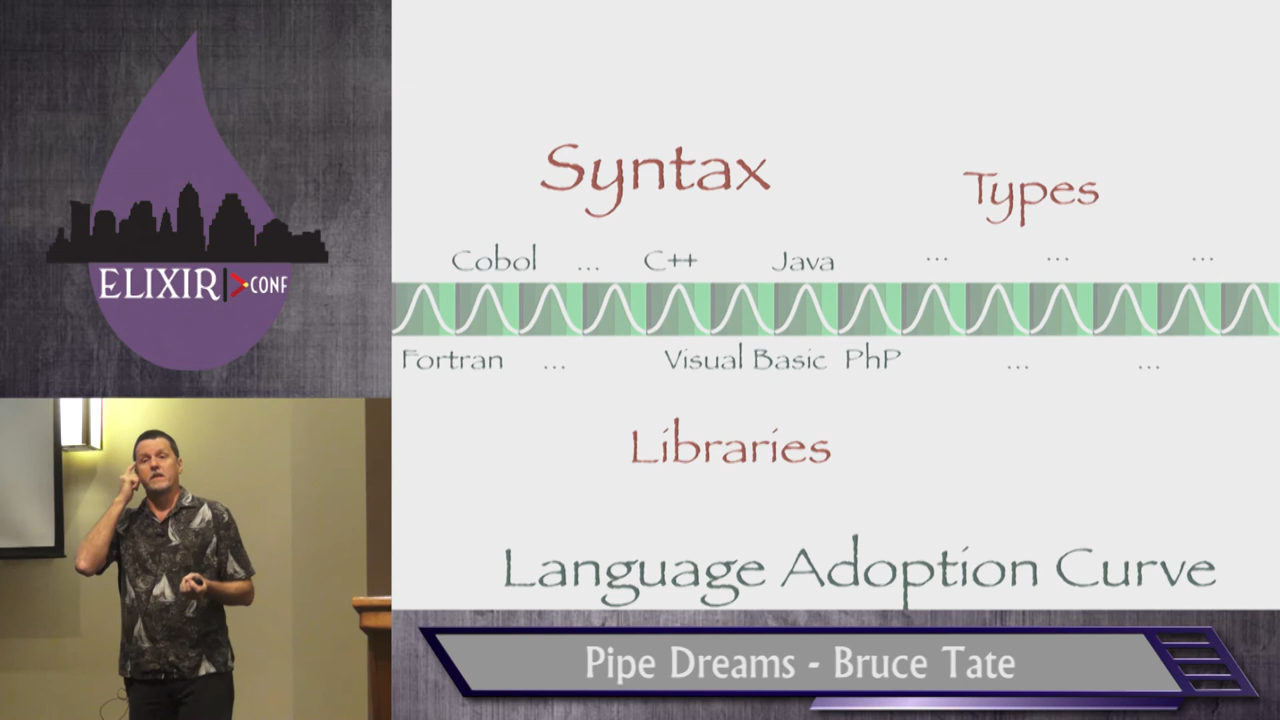 ELIXIR CONF
Syntax
Types
Cobol ... C++ Java ... ... ...
Fortran ... Visual Basic PhP ... ...
Libraries
Language Adoption Curve
Pipe Dreams - Bruce Tate